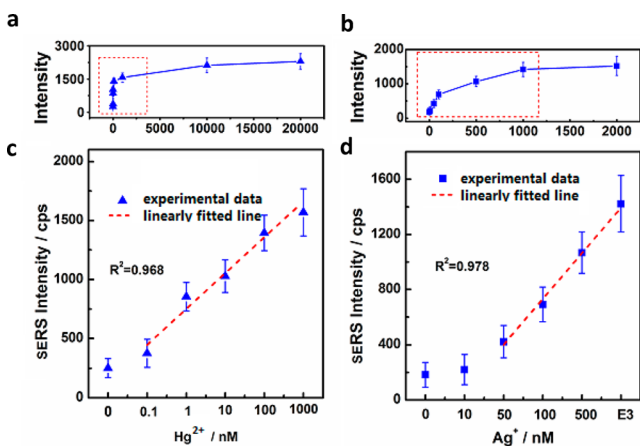 a
Intensity
3000
1500
0
0
5000
10000
15000
20000
b
Intensity
2000
1000
0
0
500
1000
1500
2000
c
SERS Intensity / cps
2000
1500
1000
500
0
experimental data
linearly fitted line
R²=0.968
0 0.1 1 10 100 1000
Hg²⁺ / nM
d
SERS Intensity / cps
1600
1200
800
400
0
experimental data
linearly fitted line
R²=0.978
0 10 50 100 500 E3
Ag⁺ / nM